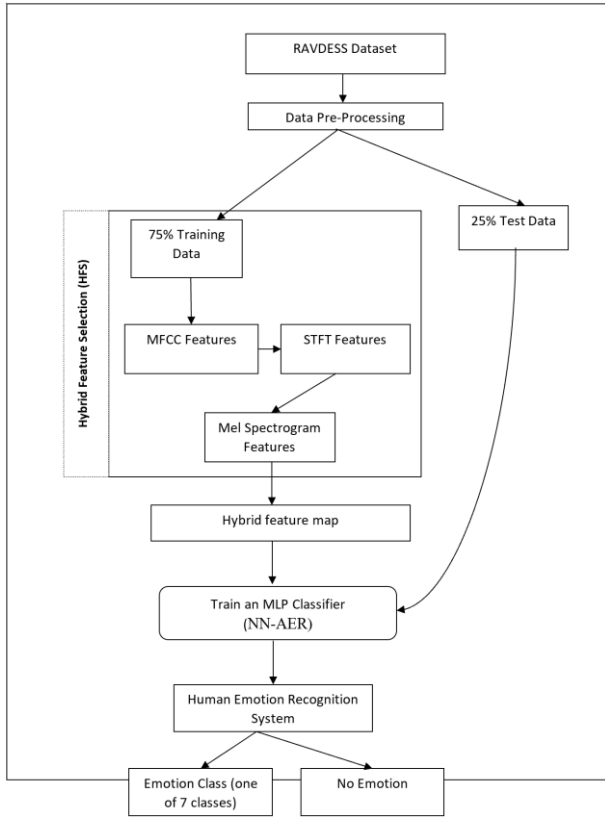 RAVDESS Dataset
Data Pre-Processing
75% Training
Data
25% Test Data
Hybrid Feature Selection (HFS)
MFCC Features
STFT Features
Mel Spectrogram
Features
Hybrid feature map
Train an MLP Classifier
(NN-AER)
Human Emotion Recognition
System
Emotion Class (one
of 7 classes)
No Emotion